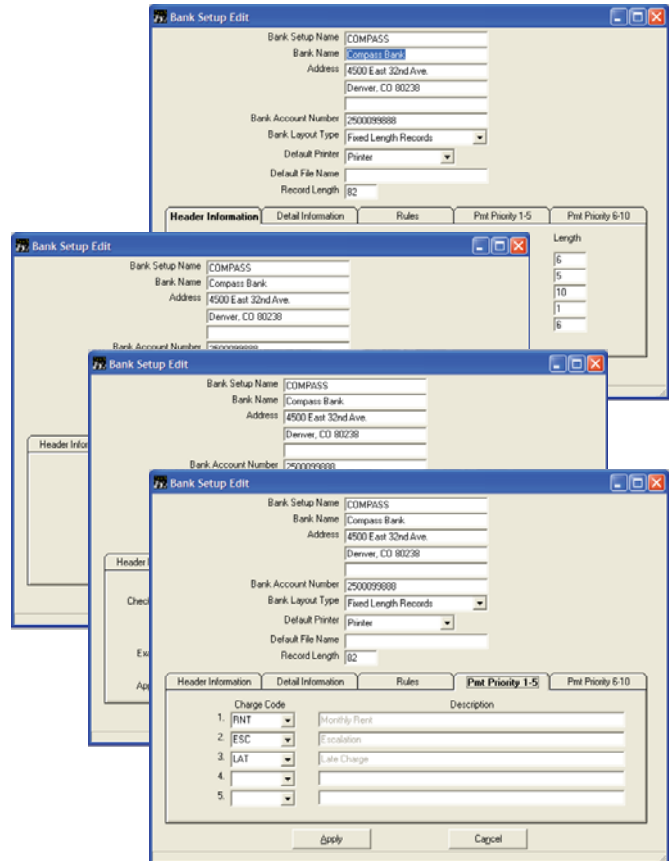 Bank Setup Edit
Bank Setup Name COMPASS
Bank Name Compass Bank
Address 4500 East 32nd Ave.
Denver, CO 80238
Bank Account Number 2500099888
Bank Layout Type Fixed Length Records
Default Printer Printer
Default File Name
Record Length 82
Header Information Detail Information Rules Pmt Priority 1-5 Pmt Priority 6-10
Length
6
5
10
1
6
Bank Setup Edit
Bank Setup Name COMPASS
Bank Name Compass Bank
Address 4500 East 32nd Ave.
Denver, CO 80238
Bank Account Number 2500099888
Header Infor
Bank Setup Edit
Bank Setup Name COMPASS
Bank Name Compass Bank
Address 4500 East 32nd Ave.
Denver, CO 80238
Bank Account Number 2500099888
Header I
Check
Exa
App
Bank Setup Edit
Bank Setup Name COMPASS
Bank Name Compass Bank
Address 4500 East 32nd Ave.
Denver, CO 80238
Bank Account Number 2500099888
Bank Layout Type Fixed Length Records
Default Printer Printer
Default File Name
Record Length 82
Header Information Detail Information Rules Pmt Priority 1-5 Pmt Priority 6-10
Charge Code Description
1. RNT Monthly Rent
2. ESC Escalation
3. LAT Late Charge
4.
5.
Apply Cancel